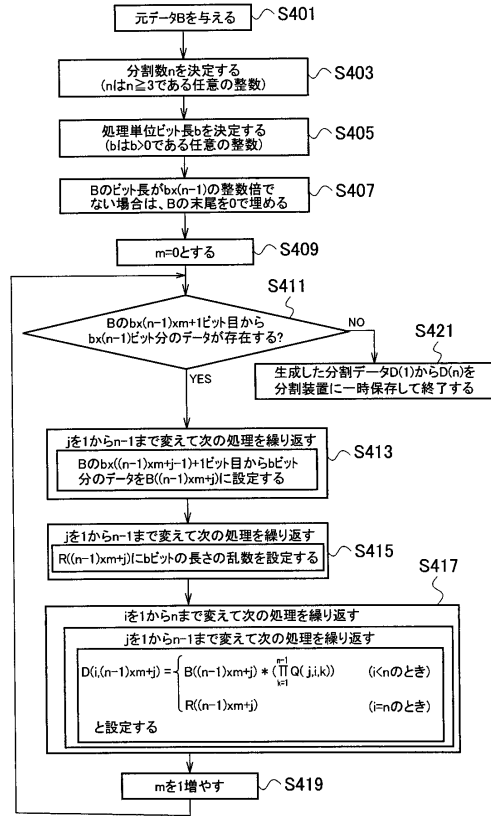 元データBを与える
S401
分割数nを決定する
(nはn≧3である任意の整数)
S403
処理単位ビット長bを決定する
(bはb>0である任意の整数)
S405
Bのビット長がbx(n-1)の整数倍で
ない場合は、Bの末尾を0で埋める
S407
m=0とする
S409
S411
Bのbx(n-1)xm+1ビット目から
bx(n-1)ビット分のデータが存在する?
NO
YES
S421
生成した分割データD(1)からD(n)を
分割装置に一時保存して終了する
jを1からn-1まで変えて次の処理を繰り返す
S413
Bのbx((n-1)xm+j-1)+1ビット目からbビット
分のデータをB((n-1)xm+j)に設定する
jを1からn-1まで変えて次の処理を繰り返す
S415
R((n-1)xm+j)にbビットの長さの乱数を設定する
S417
iを1からnまで変えて次の処理を繰り返す
jを1からn-1まで変えて次の処理を繰り返す
D(i,(n-1)xm+j) = { B((n-1)xm+j) * (∏[k=1, n-1] Q(j,i,k)) (i<nのとき)
R((n-1)xm+j) (i=nのとき)
と設定する
mを1増やす
S419